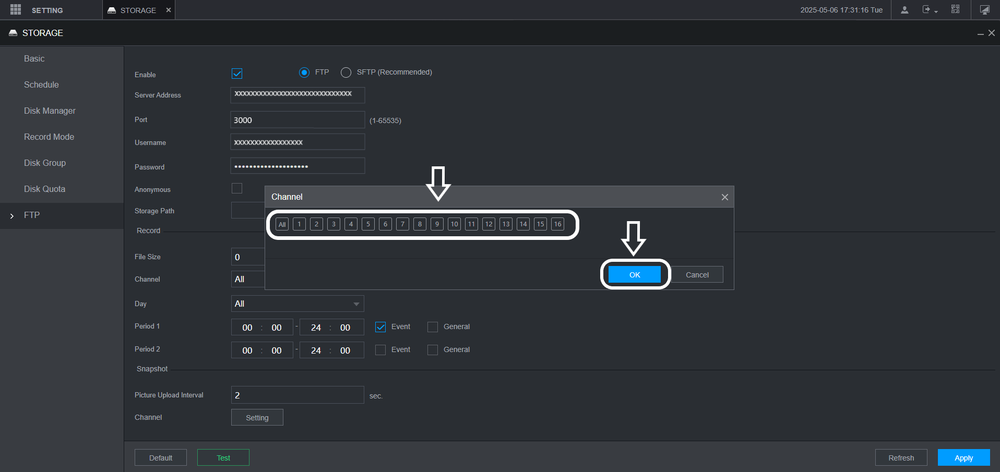 SETTING
STORAGE
2025-05-06 17:31:16 Tue
STORAGE
Basic
Schedule
Disk Manager
Record Mode
Disk Group
Disk Quota
FTP
Enable
FTP
SFTP (Recommended)
Server Address
XXXXXXXXXXXXXXXXXXXXXXXXXXXXX
Port
3000
(1-65535)
Username
XXXXXXXXXXXXXXXXX
Password
Anonymous
Storage Path
Channel
All 1 2 3 4 5 6 7 8 9 10 11 12 13 14 15 16
OK
Cancel
Record
File Size
0
Channel
All
Day
All
Period 1
00 : 00 - 24 : 00
Event
General
Period 2
00 : 00 - 24 : 00
Event
General
Snapshot
Picture Upload Interval
2
sec.
Channel
Setting
Default
Test
Refresh
Apply